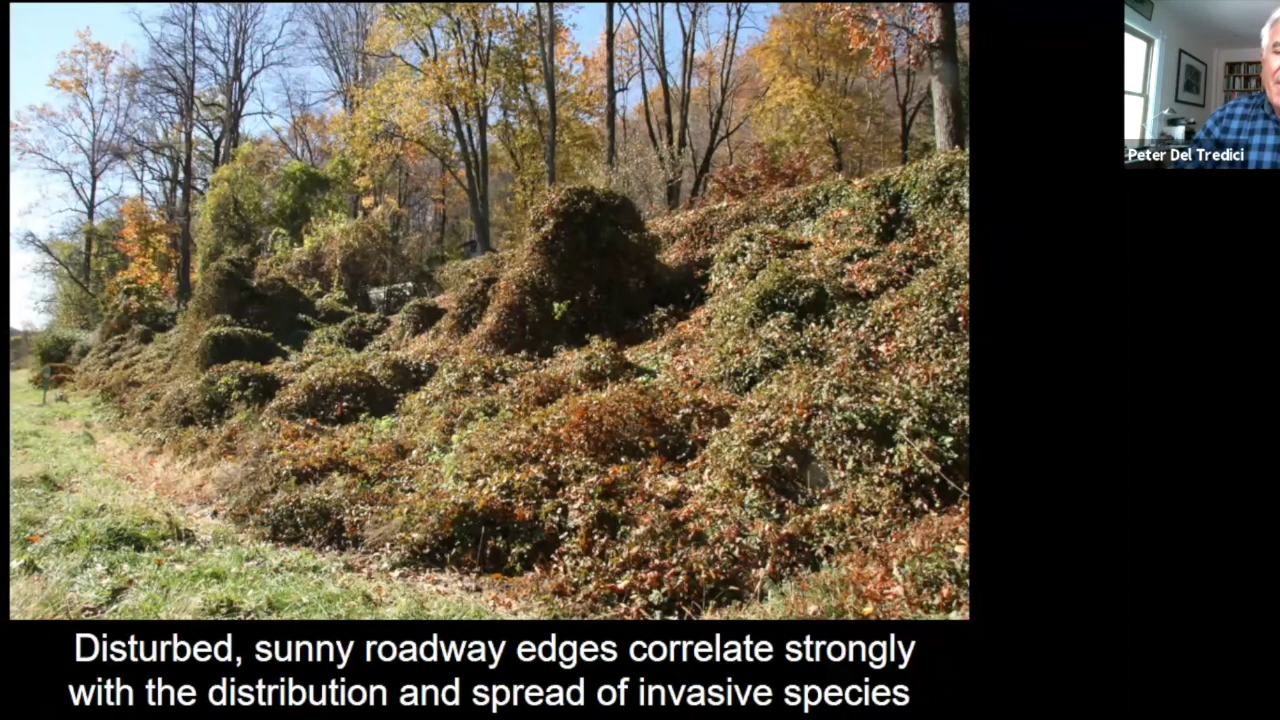 Peter Del Tredici
Disturbed, sunny roadway edges correlate strongly
with the distribution and spread of invasive species